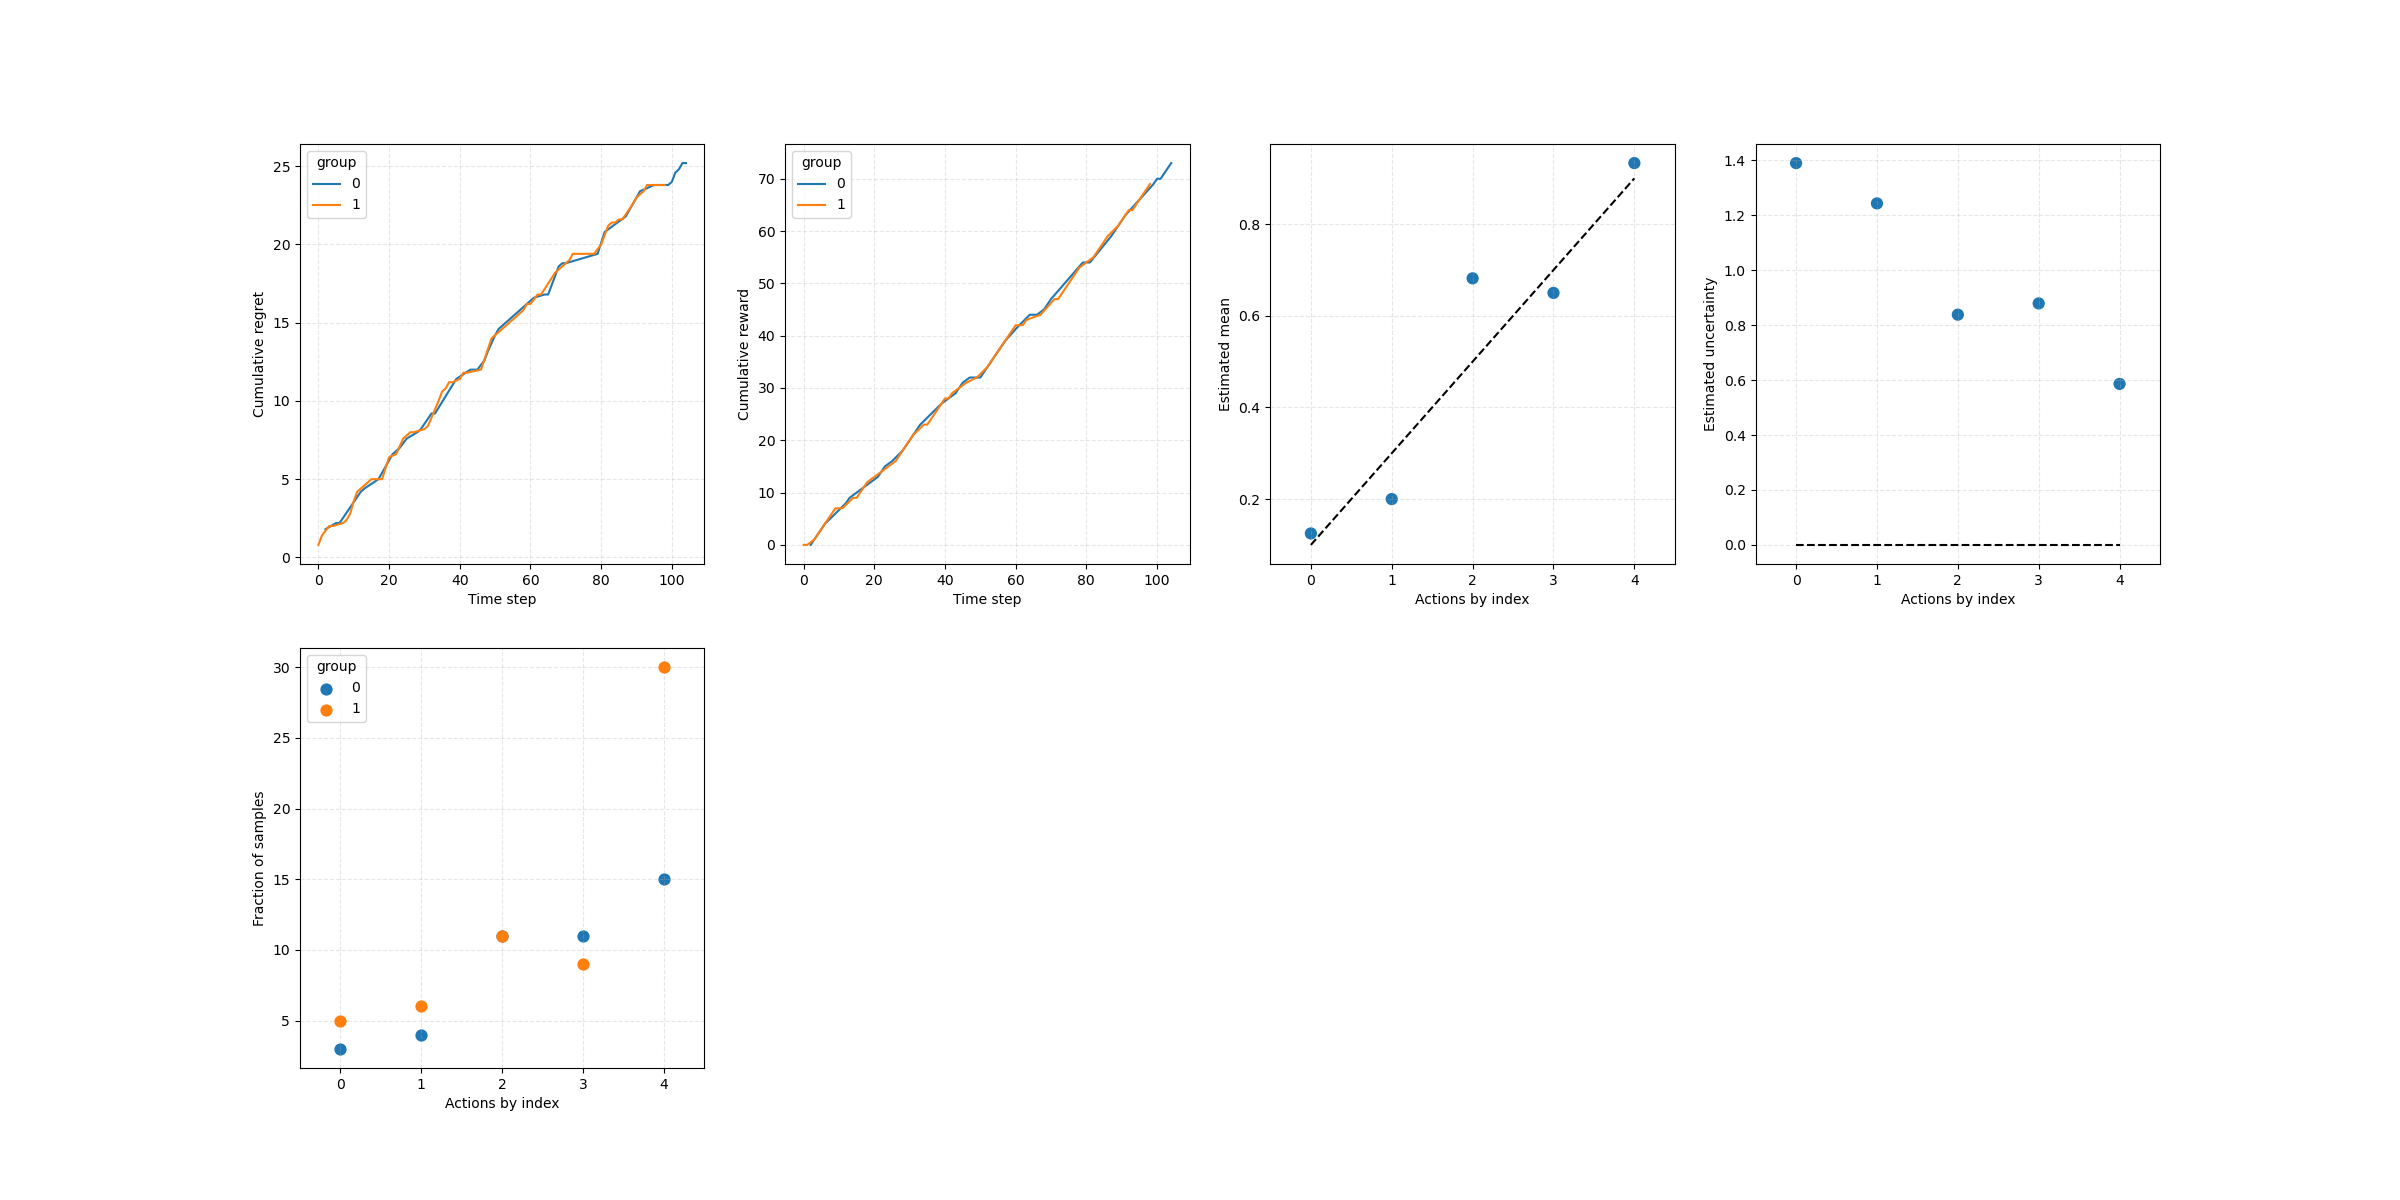 group
0
1
25
20
15
10
5
0
Cumulative regret
0 20 40 60 80 100
Time step
group
0
1
70
60
50
40
30
20
10
0
Cumulative reward
0 20 40 60 80 100
Time step
0.8
0.6
0.4
0.2
Estimated mean
0 1 2 3 4
Actions by index
1.4
1.2
1.0
0.8
0.6
0.4
0.2
0.0
Estimated uncertainty
0 1 2 3 4
Actions by index
group
0
1
30
25
20
15
10
5
Fraction of samples
0 1 2 3 4
Actions by index